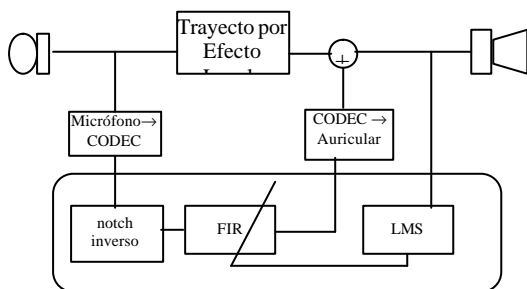 Trayecto por
Efecto
+
Micrófono→
CODEC
CODEC →
Auricular
notch
inverso
FIR
LMS